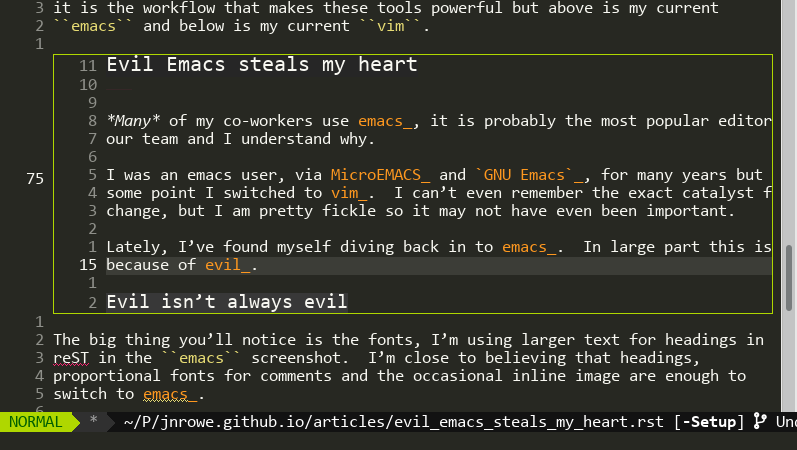 3 it is the workflow that makes these tools powerful but above is my current
2 ``emacs`` and below is my current ``vim``.
1
11 Evil Emacs steals my heart
10
9
8 *Many* of my co-workers use emacs_, it is probably the most popular editor
7 our team and I understand why.
6
75 5 I was an emacs user, via MicroEMACS_ and `GNU Emacs`_, for many years but
4 some point I switched to vim_.  I can’t even remember the exact catalyst f
3 change, but I am pretty fickle so it may not have even been important.
2
1 Lately, I’ve found myself diving back in to emacs_.  In large part this is
15 because of evil_.
1
2 Evil isn’t always evil
1
2 The big thing you’ll notice is the fonts, I’m using larger text for headings in
3 reST in the ``emacs`` screenshot.  I’m close to believing that headings,
4 proportional fonts for comments and the occasional inline image are enough to
5 switch to emacs_.
6
NORMAL * ~/P/jnrowe.github.io/articles/evil_emacs_steals_my_heart.rst [-Setup] Und